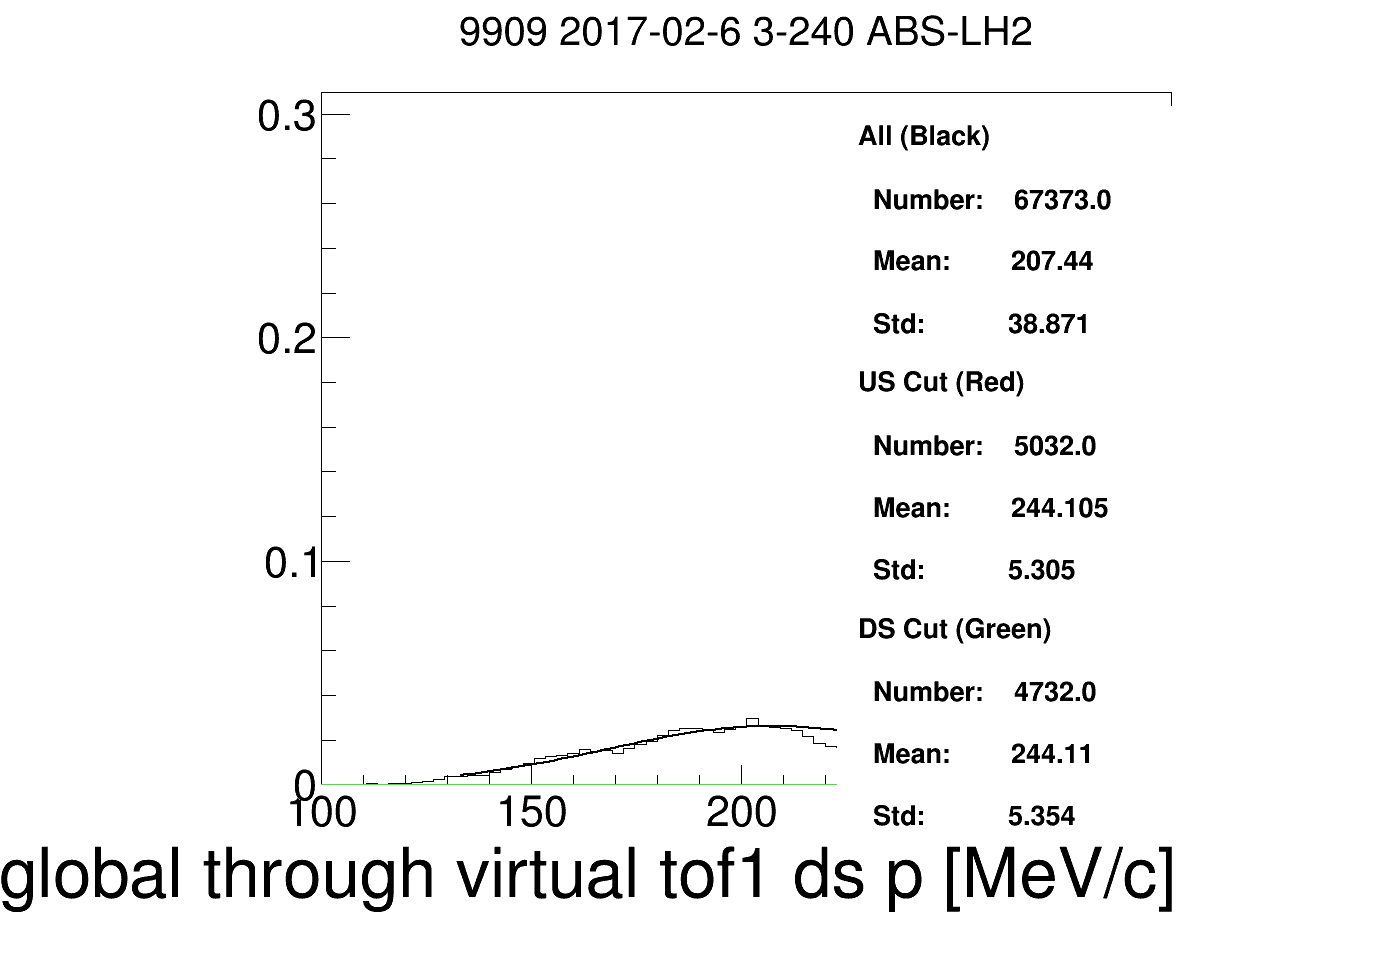 9909 2017-02-6 3-240 ABS-LH2
0.3
0.2
0.1
0
100 150 200
global through virtual tof1 ds p [MeV/c]
All (Black)
Number: 67373.0
Mean: 207.44
Std: 38.871
US Cut (Red)
Number: 5032.0
Mean: 244.105
Std: 5.305
DS Cut (Green)
Number: 4732.0
Mean: 244.11
Std: 5.354